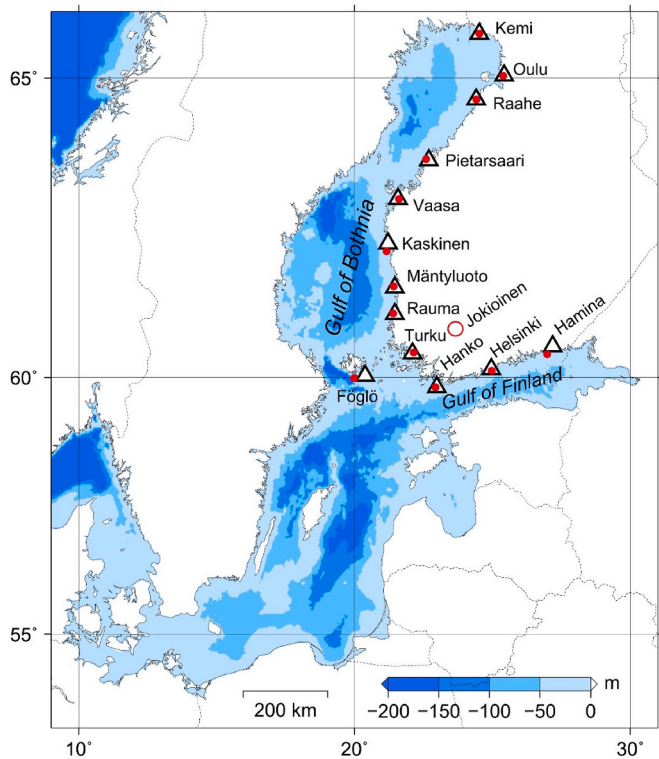 Kemi
65°
Oulu
Raahe
Pietarsaari
Vaasa
Gulf of Bothnia
Kaskinen
Mäntyluoto
Rauma
Jokioinen
Turku
Hanko
Helsinki
Hamina
60°
Föglö
Gulf of Finland
55°
200 km
m
−200 −150 −100 −50 0
10° 20° 30°